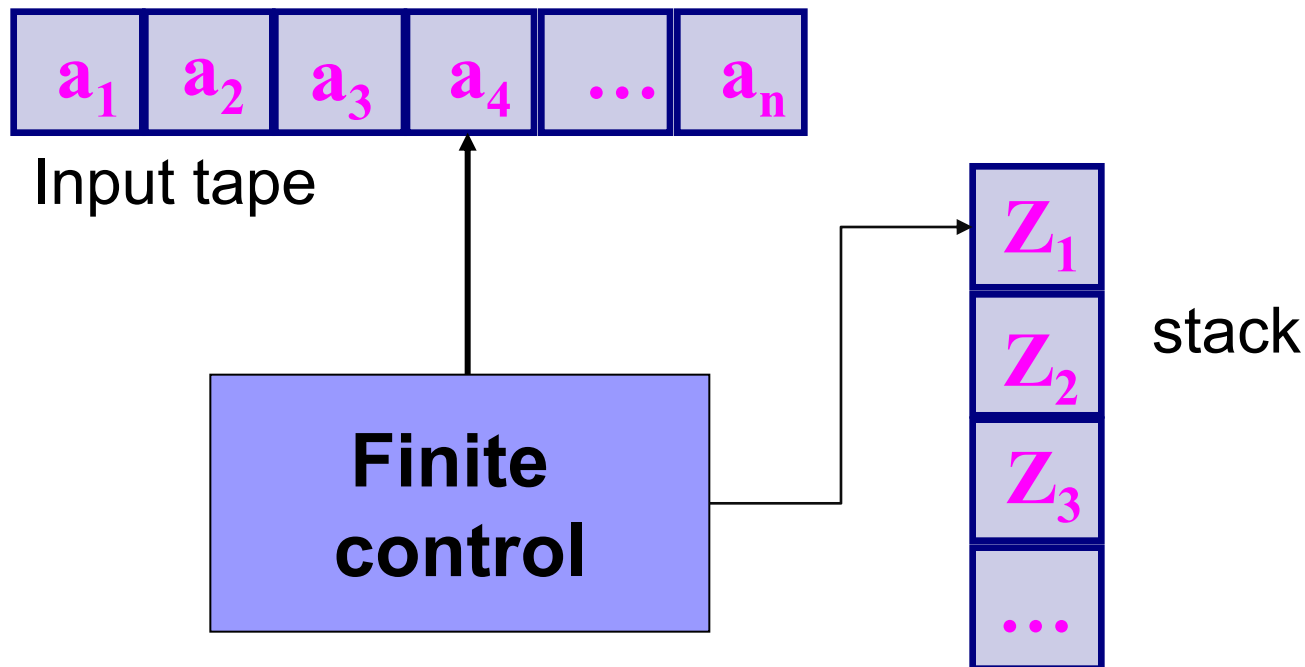 a₁ a₂ a₃ a₄ ... aₙ
Input tape
Z₁
stack
Z₂
Finite
control
Z₃
...